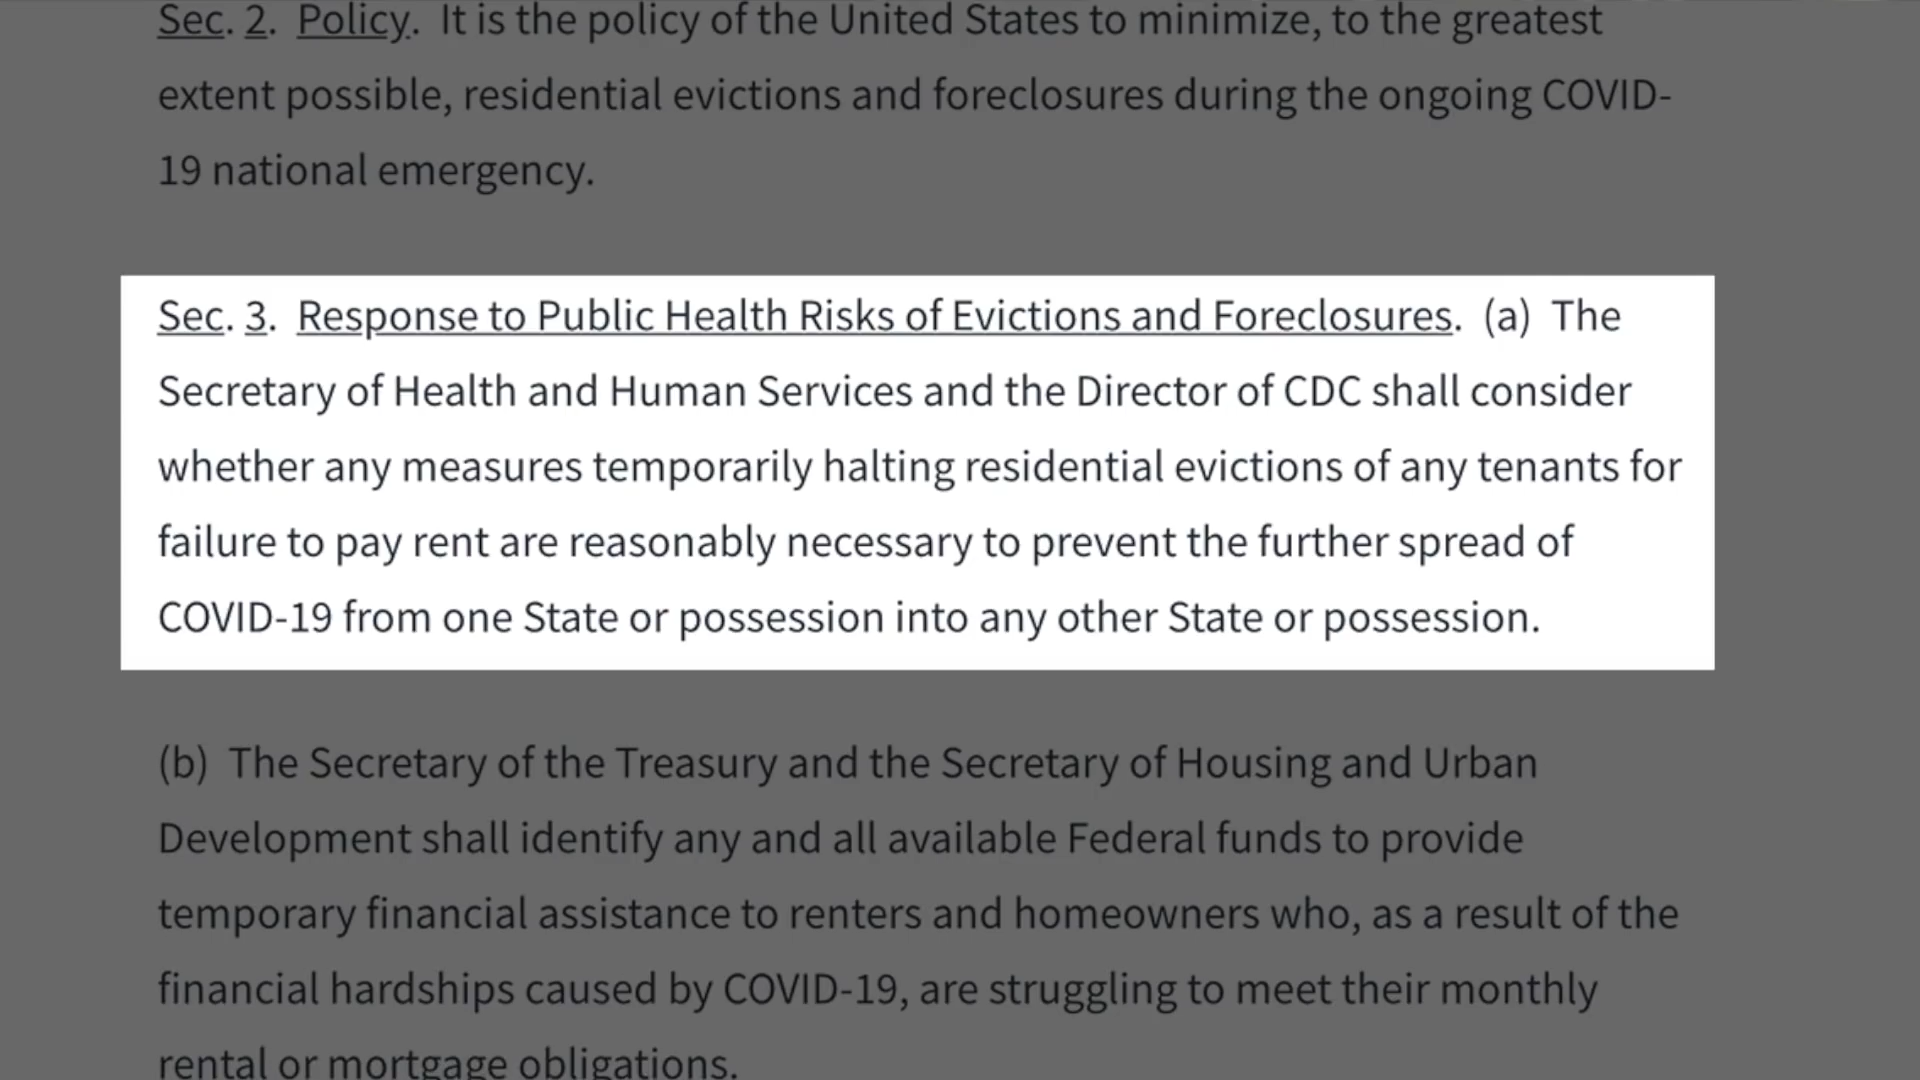 Sec. 2.  Policy.  It is the policy of the United States to minimize, to the greatest
extent possible, residential evictions and foreclosures during the ongoing COVID-
19 national emergency.
Sec. 3.  Response to Public Health Risks of Evictions and Foreclosures.  (a)  The
Secretary of Health and Human Services and the Director of CDC shall consider
whether any measures temporarily halting residential evictions of any tenants for
failure to pay rent are reasonably necessary to prevent the further spread of
COVID-19 from one State or possession into any other State or possession.
(b)  The Secretary of the Treasury and the Secretary of Housing and Urban
Development shall identify any and all available Federal funds to provide
temporary financial assistance to renters and homeowners who, as a result of the
financial hardships caused by COVID-19, are struggling to meet their monthly
rental or mortgage obligations.